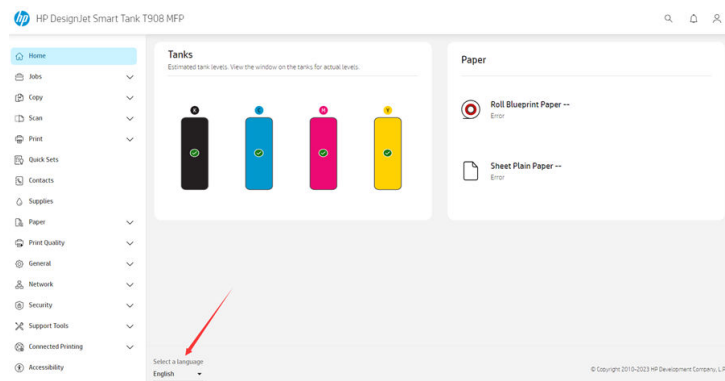 hp HP DesignJet Smart Tank T908 MFP
Home
Jobs
Copy
Scan
Print
Quick Sets
Contacts
Supplies
Paper
Print Quality
General
Network
Security
Support Tools
Connected Printing
Accessibility
Tanks
Estimated tank levels. View the window on the tanks for actual levels.
K C M Y
Paper
Roll Blueprint Paper --
Error
Sheet Plain Paper --
Error
Select a language
English
© Copyright 2010-2023 HP Development Company, L.P.